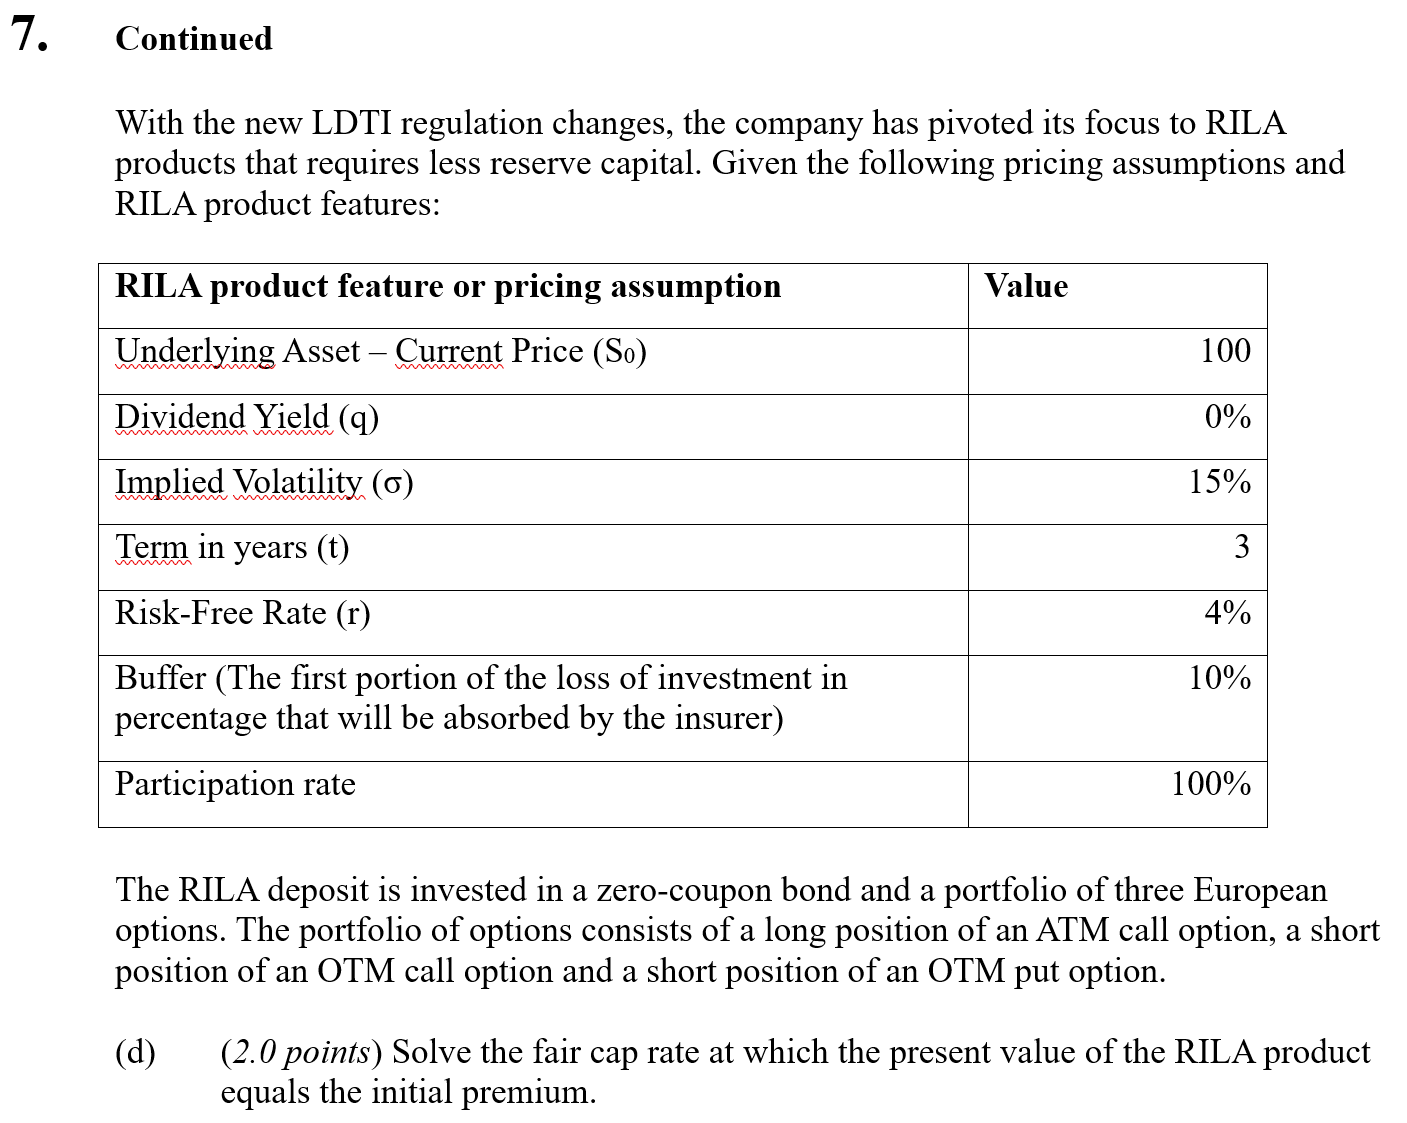 7. Continued
With the new LDTI regulation changes, the company has pivoted its focus to RILA
products that requires less reserve capital. Given the following pricing assumptions and
RILA product features:
RILA product feature or pricing assumption Value
Underlying Asset – Current Price (S₀) 100
Dividend Yield (q) 0%
Implied Volatility (σ) 15%
Term in years (t) 3
Risk-Free Rate (r) 4%
Buffer (The first portion of the loss of investment in 10%
percentage that will be absorbed by the insurer)
Participation rate 100%
The RILA deposit is invested in a zero-coupon bond and a portfolio of three European
options. The portfolio of options consists of a long position of an ATM call option, a short
position of an OTM call option and a short position of an OTM put option.
(d) (2.0 points) Solve the fair cap rate at which the present value of the RILA product
equals the initial premium.